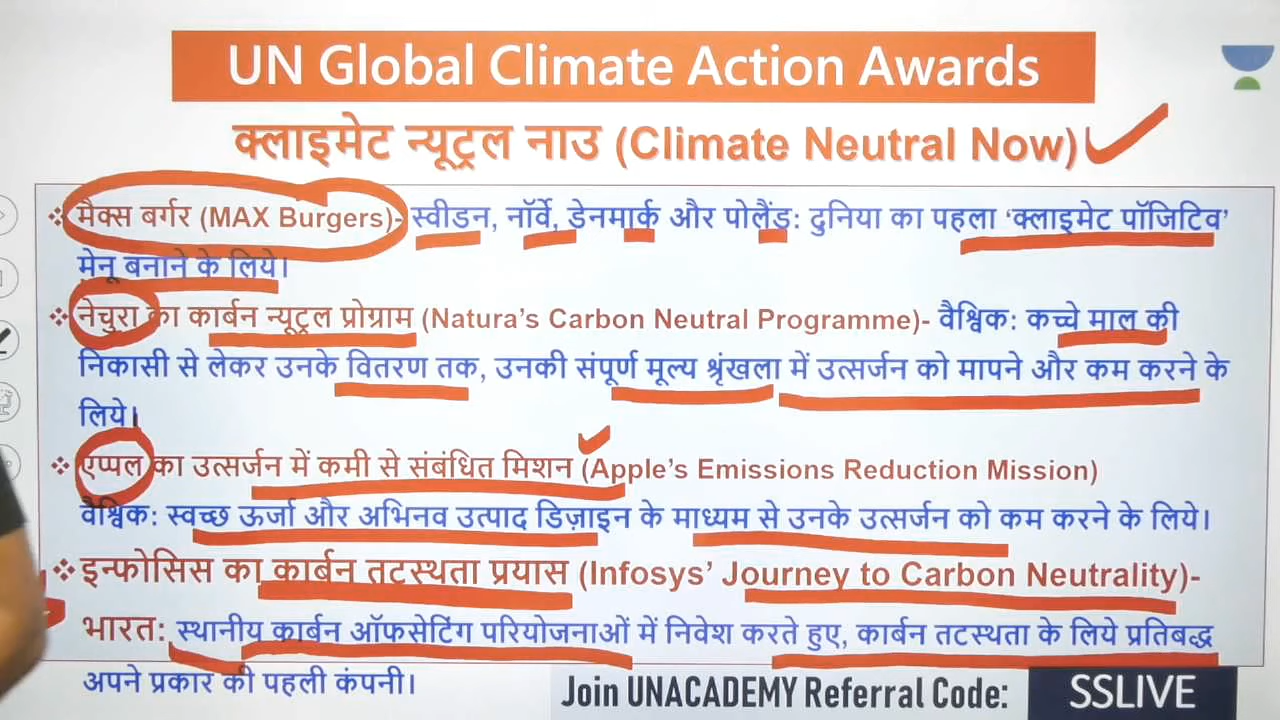 UN Global Climate Action Awards
क्लाइमेट न्यूट्रल नाउ (Climate Neutral Now)
❖ मैक्स बर्गर (MAX Burgers)- स्वीडन, नॉर्वे, डेनमार्क और पोलैंड: दुनिया का पहला ‘क्लाइमेट पॉजिटिव’
मेनू बनाने के लिये।
❖ नेचुरा का कार्बन न्यूट्रल प्रोग्राम (Natura’s Carbon Neutral Programme)- वैश्विक: कच्चे माल की
निकासी से लेकर उनके वितरण तक, उनकी संपूर्ण मूल्य श्रृंखला में उत्सर्जन को मापने और कम करने के
लिये।
❖ एप्पल का उत्सर्जन में कमी से संबंधित मिशन (Apple’s Emissions Reduction Mission)
वैश्विक: स्वच्छ ऊर्जा और अभिनव उत्पाद डिज़ाइन के माध्यम से उनके उत्सर्जन को कम करने के लिये।
❖ इन्फोसिस का कार्बन तटस्थता प्रयास (Infosys’ Journey to Carbon Neutrality)-
भारत: स्थानीय कार्बन ऑफसेटिंग परियोजनाओं में निवेश करते हुए, कार्बन तटस्थता के लिये प्रतिबद्ध
अपने प्रकार की पहली कंपनी।
Join UNACADEMY Referral Code: SSLIVE